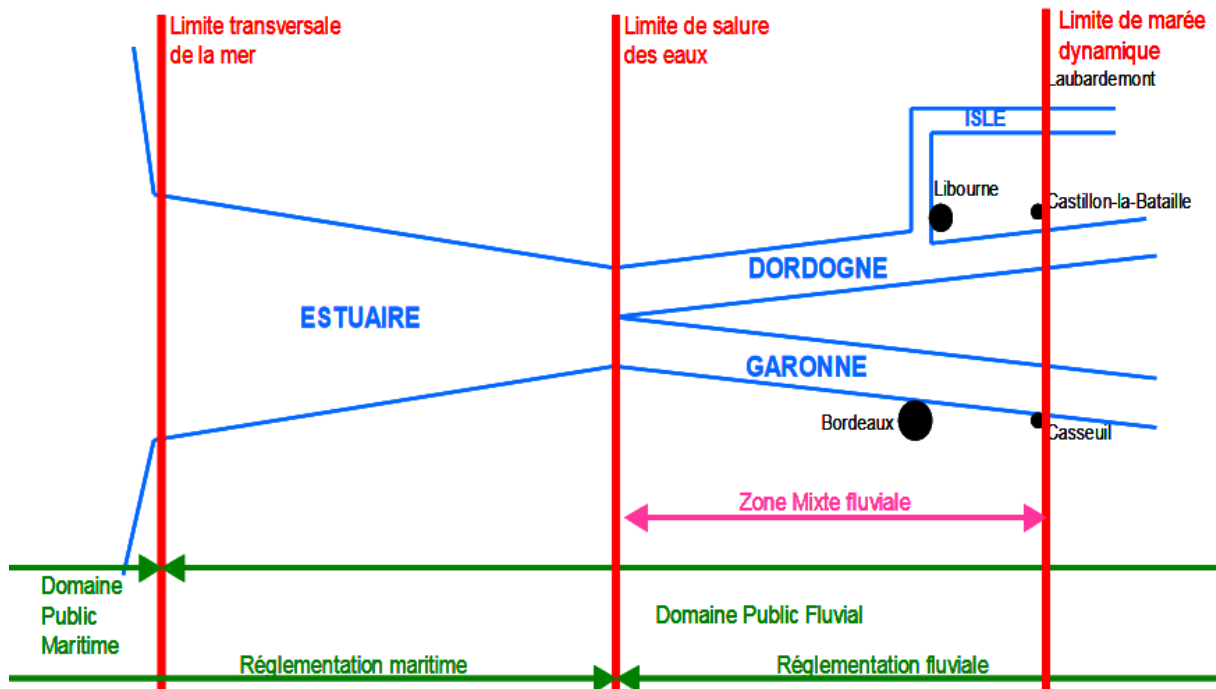 Limite transversale
de la mer
Limite de salure
des eaux
Limite de marée
dynamique
Laubardemont
ISLE
Libourne
Castillon-la-Bataille
DORDOGNE
ESTUAIRE
GARONNE
Bordeaux
Casseuil
Zone Mixte fluviale
Domaine
Public
Maritime
Domaine Public Fluvial
Réglementation maritime
Réglementation fluviale